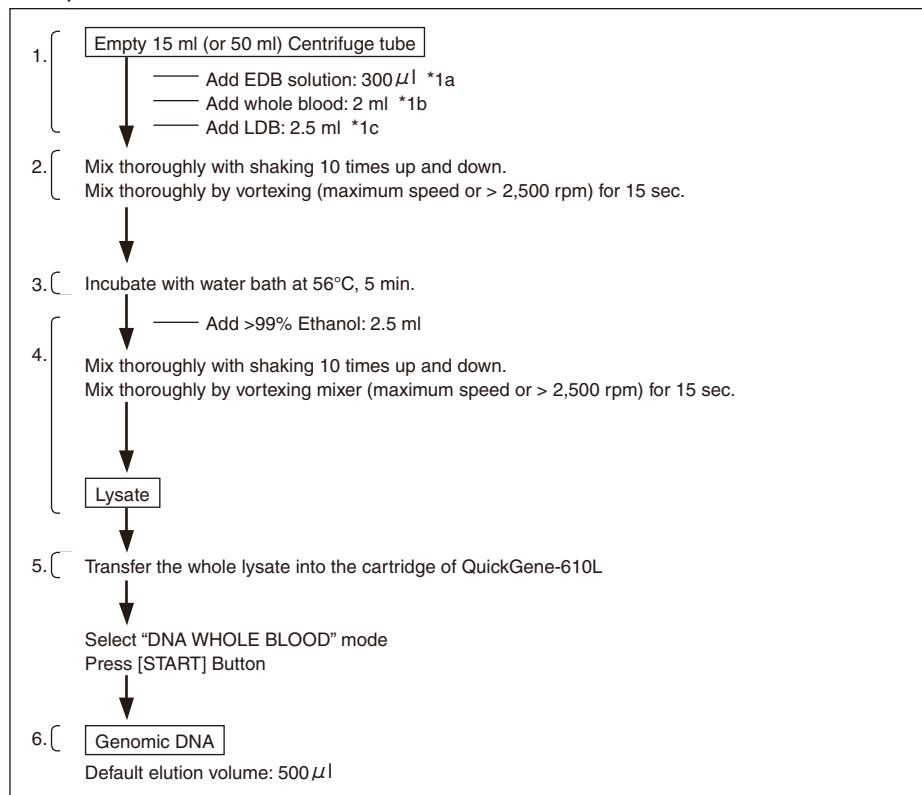 1.
Empty 15 ml (or 50 ml) Centrifuge tube
Add EDB solution: 300μl *1a
Add whole blood: 2 ml *1b
Add LDB: 2.5 ml *1c
2. Mix thoroughly with shaking 10 times up and down.
Mix thoroughly by vortexing (maximum speed or > 2,500 rpm) for 15 sec.
3. Incubate with water bath at 56°C, 5 min.
Add >99% Ethanol: 2.5 ml
4.
Mix thoroughly with shaking 10 times up and down.
Mix thoroughly by vortexing mixer (maximum speed or > 2,500 rpm) for 15 sec.
Lysate
5. Transfer the whole lysate into the cartridge of QuickGene-610L
Select “DNA WHOLE BLOOD” mode
Press [START] Button
6. Genomic DNA
Default elution volume: 500μl